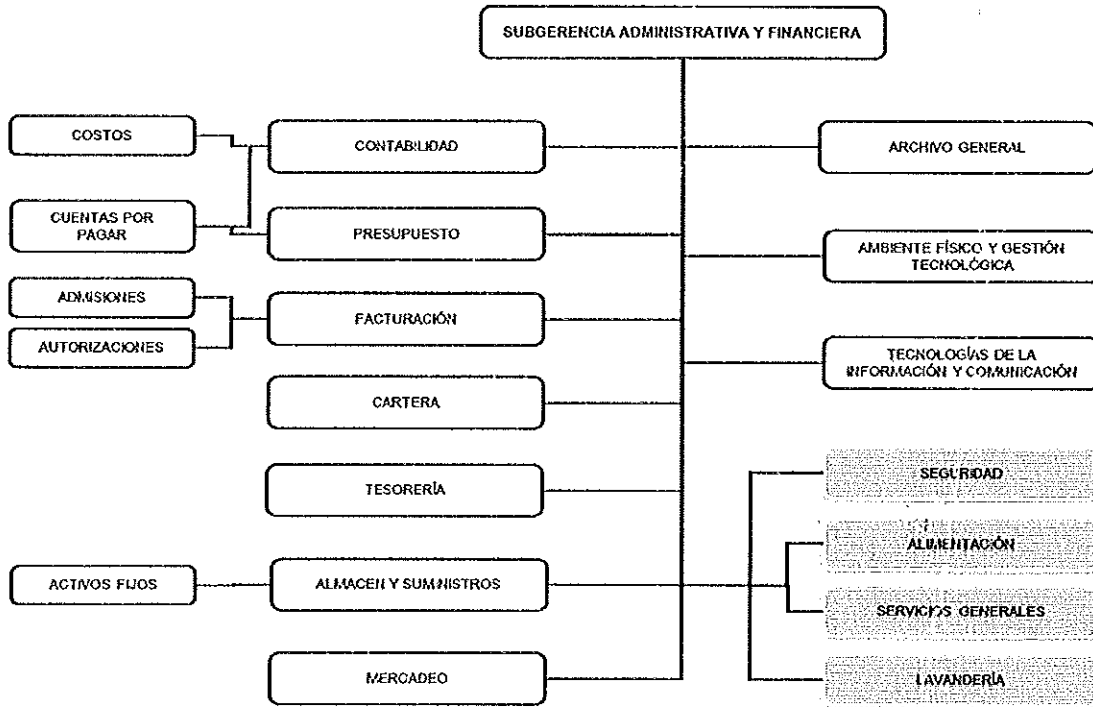 SUBGERENCIA ADMINISTRATIVA Y FINANCIERA
COSTOS
CONTABILIDAD
ARCHIVO GENERAL
CUENTAS POR
PAGAR
PRESUPUESTO
AMBIENTE FÍSICO Y GESTIÓN
TECNOLÓGICA
ADMISIONES
FACTURACIÓN
AUTORIZACIONES
TECNOLOGÍAS DE LA
INFORMACIÓN Y COMUNICACIÓN
CARTERA
SEGURIDAD
TESORERÍA
ALIMENTACIÓN
ACTIVOS FIJOS
ALMACEN Y SUMINISTROS
SERVICIOS GENERALES
MERCADEO
LAVANDERÍA